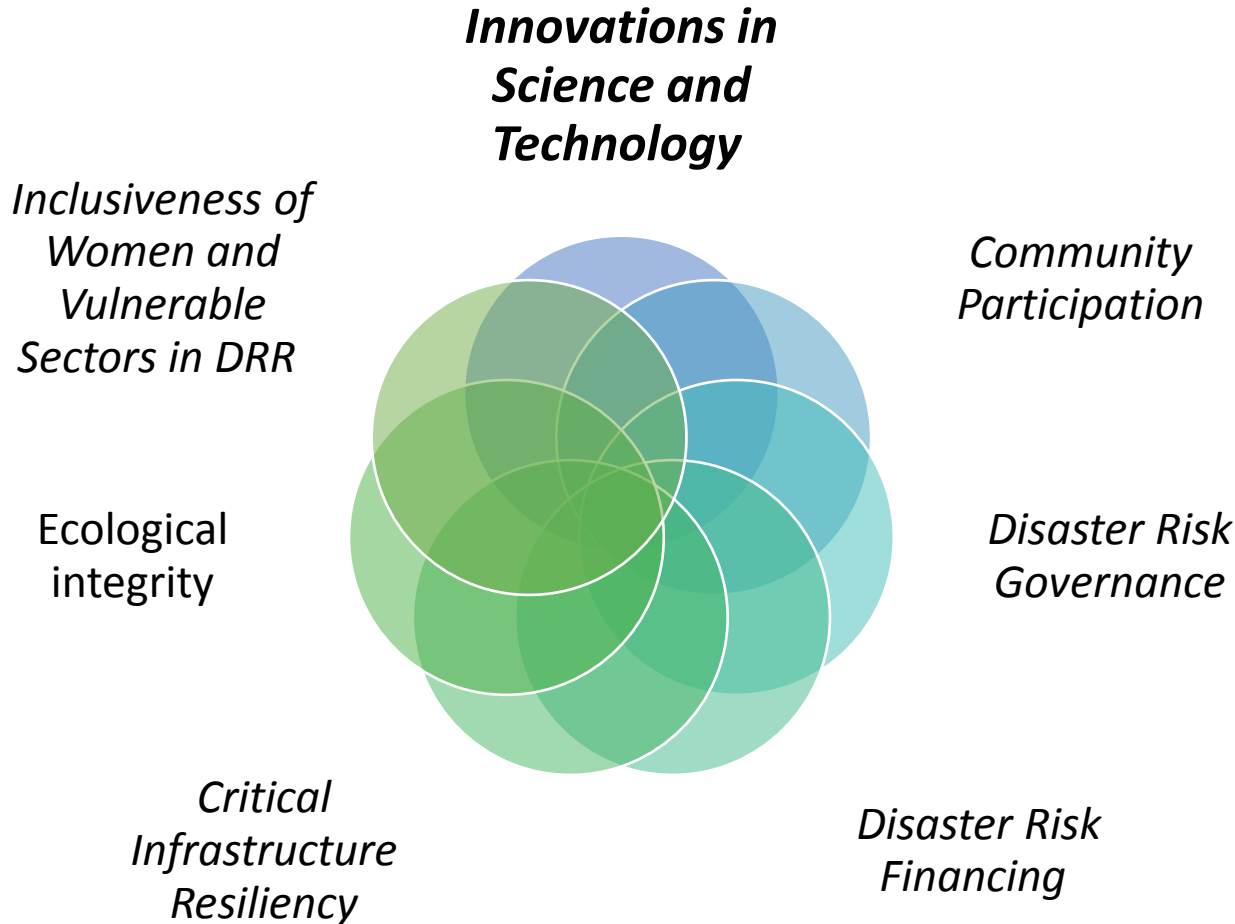 Innovations in
Science and
Technology
Inclusiveness of
Women and
Vulnerable
Sectors in DRR
Community
Participation
Ecological
integrity
Disaster Risk
Governance
Critical
Infrastructure
Resiliency
Disaster Risk
Financing